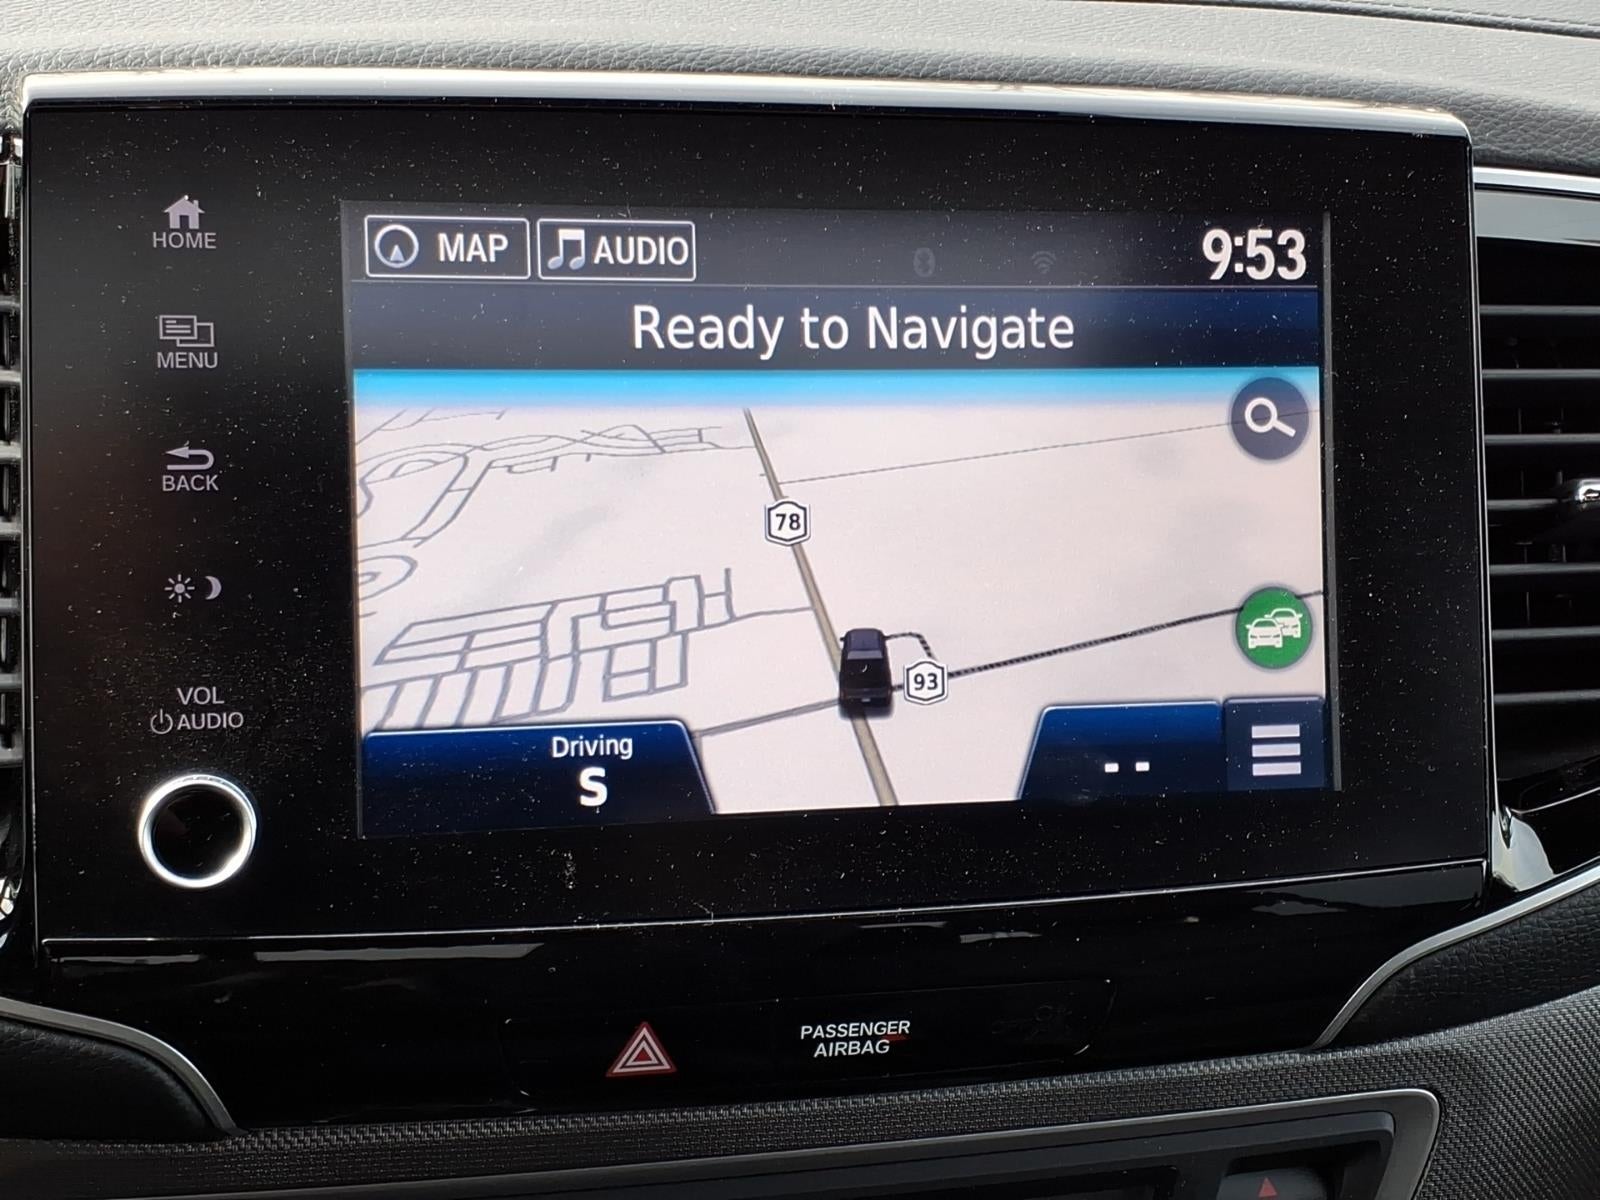 HOME
MENU
BACK
VOL
AUDIO
MAP
AUDIO
9:53
Ready to Navigate
78
93
Driving
S
--
PASSENGER
AIRBAG